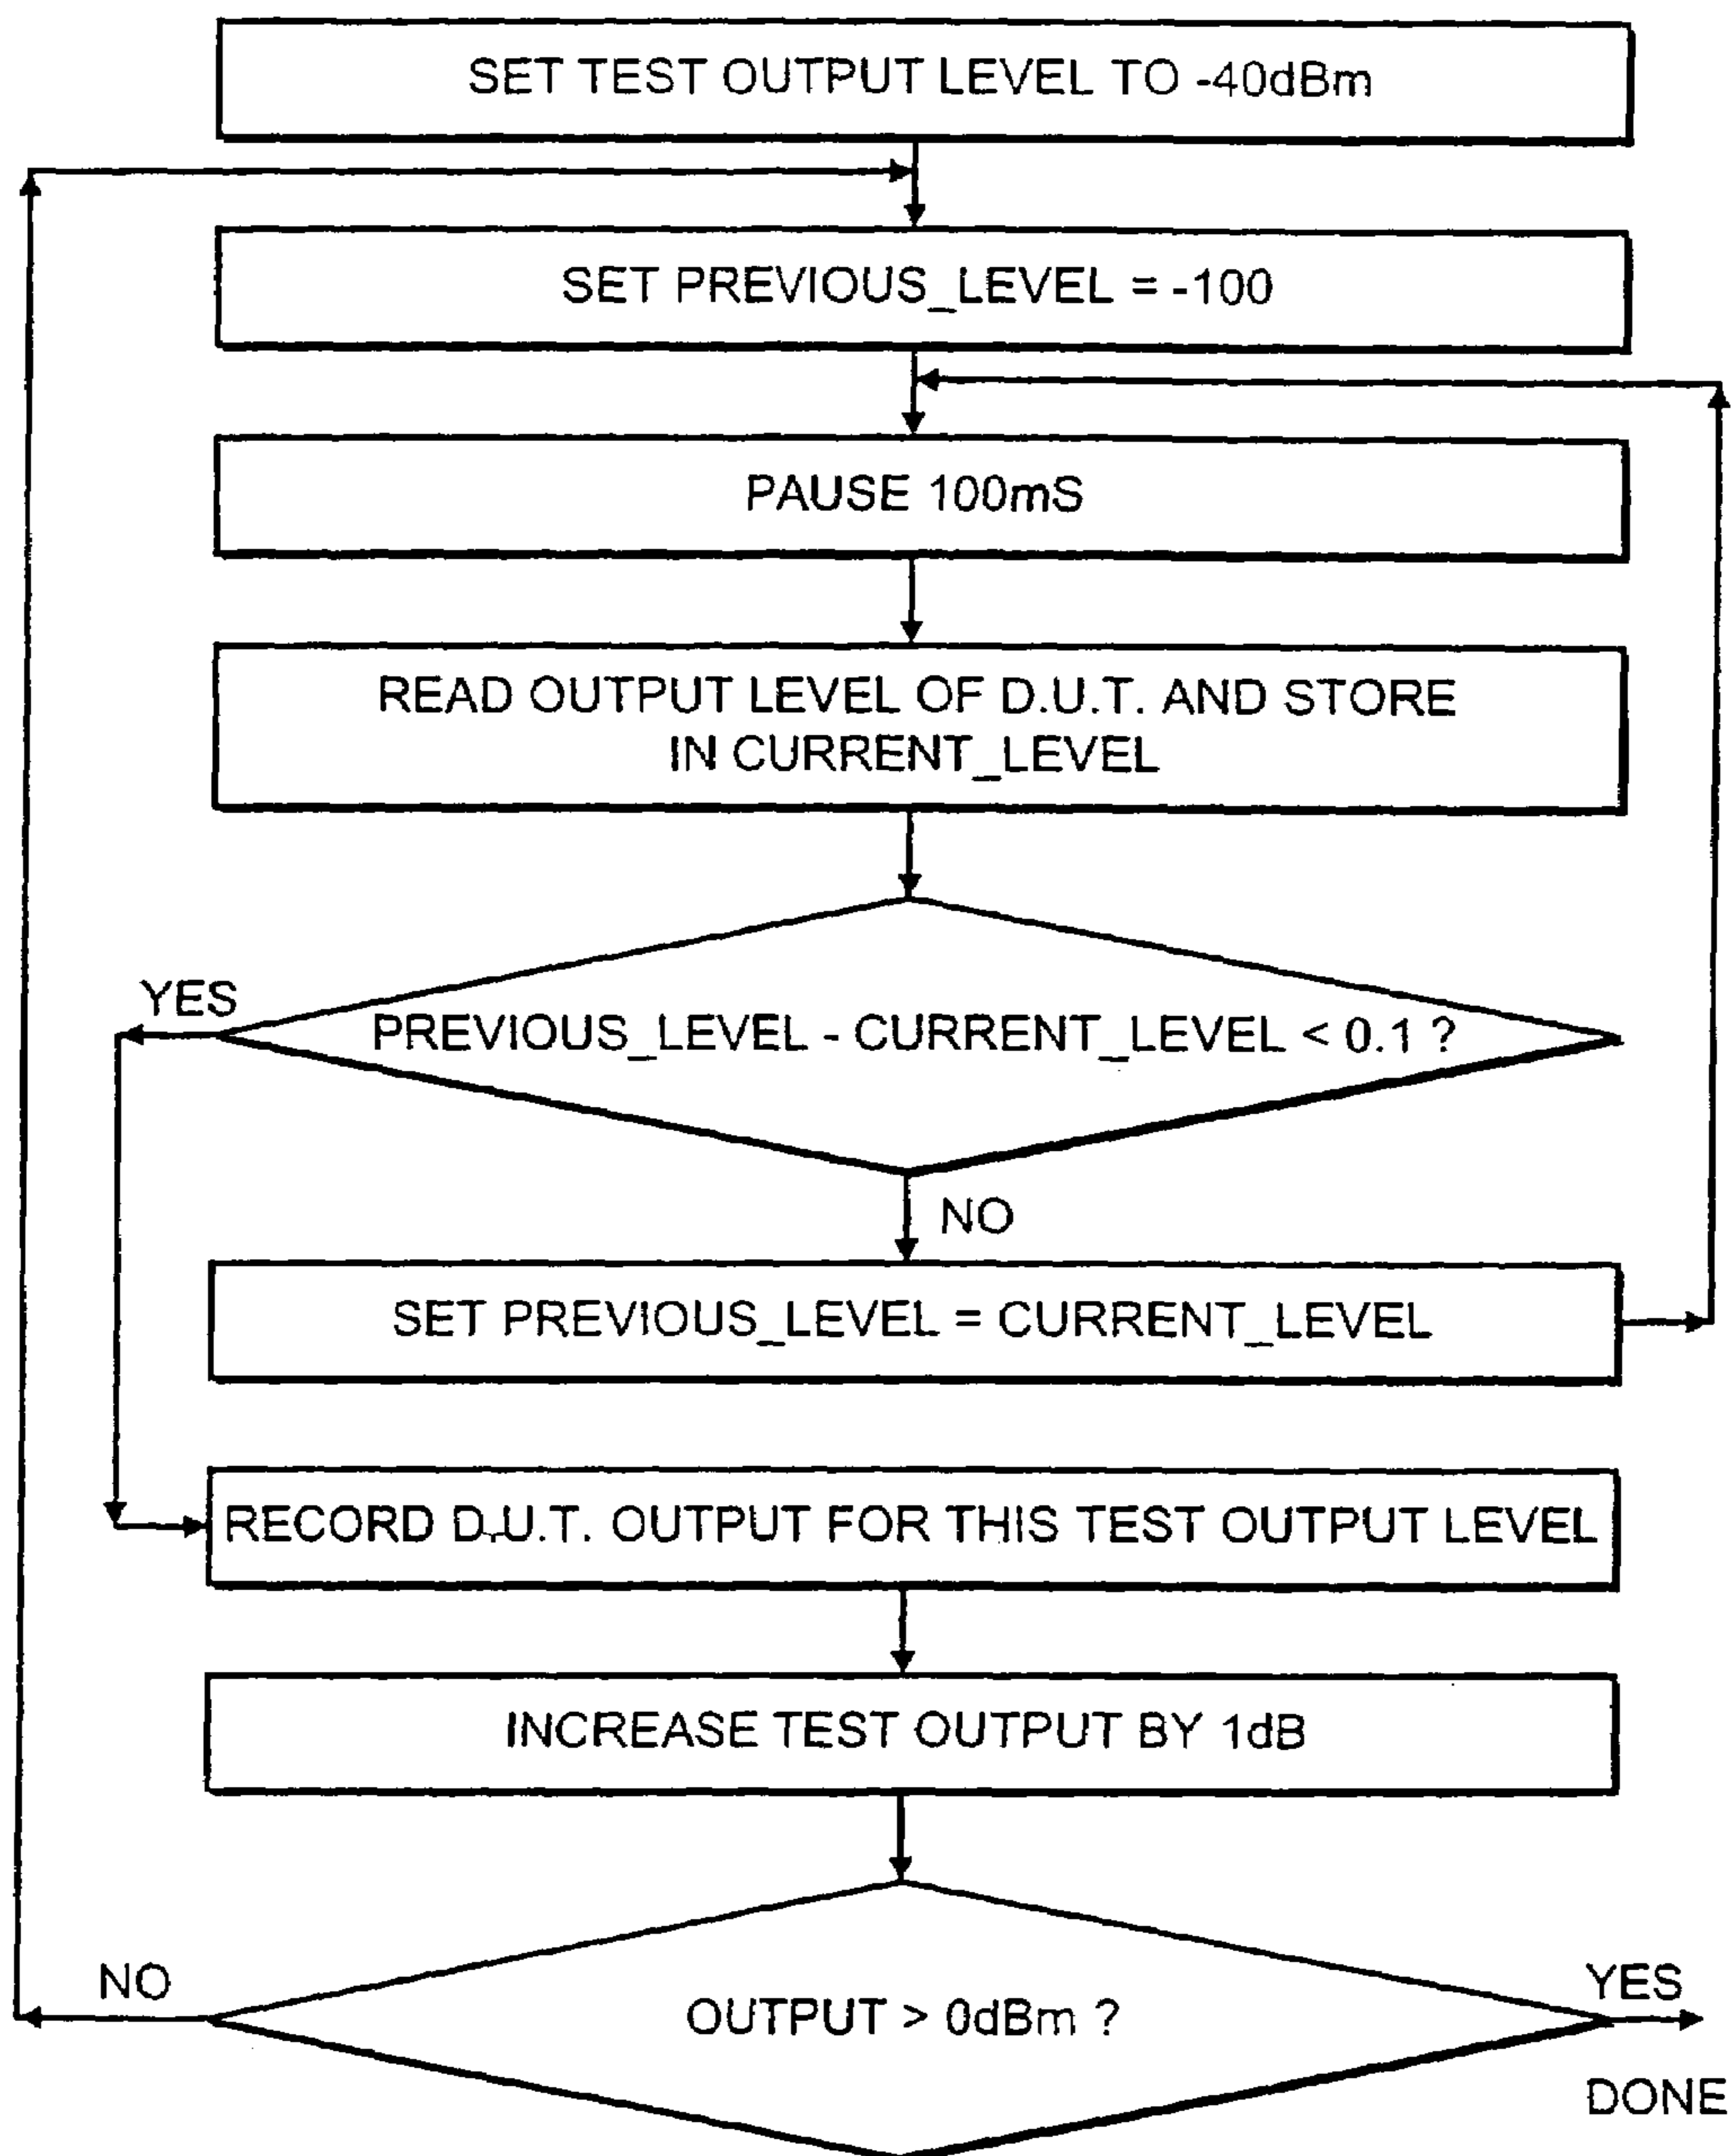 SET TEST OUTPUT LEVEL TO -40dBm
SET PREVIOUS_LEVEL = -100
PAUSE 100mS
READ OUTPUT LEVEL OF D.U.T. AND STORE
IN CURRENT_LEVEL
YES
PREVIOUS_LEVEL - CURRENT_LEVEL < 0.1 ?
NO
SET PREVIOUS_LEVEL = CURRENT_LEVEL
RECORD D.U.T. OUTPUT FOR THIS TEST OUTPUT LEVEL
INCREASE TEST OUTPUT BY 1dB
NO
OUTPUT > 0dBm ?
YES
DONE